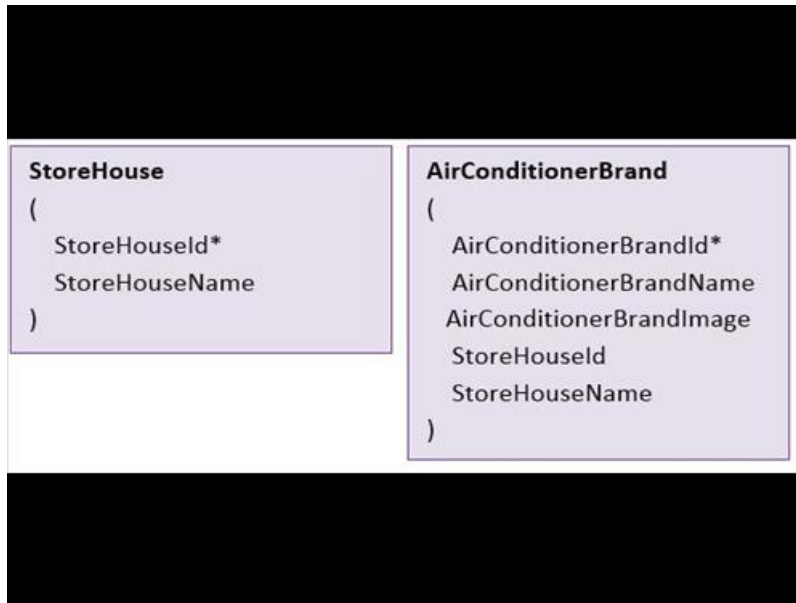 StoreHouse
(
StoreHouseId*
StoreHouseName
)
AirConditionerBrand
(
AirConditionerBrandId*
AirConditionerBrandName
AirConditionerBrandImage
StoreHouseId
StoreHouseName
)